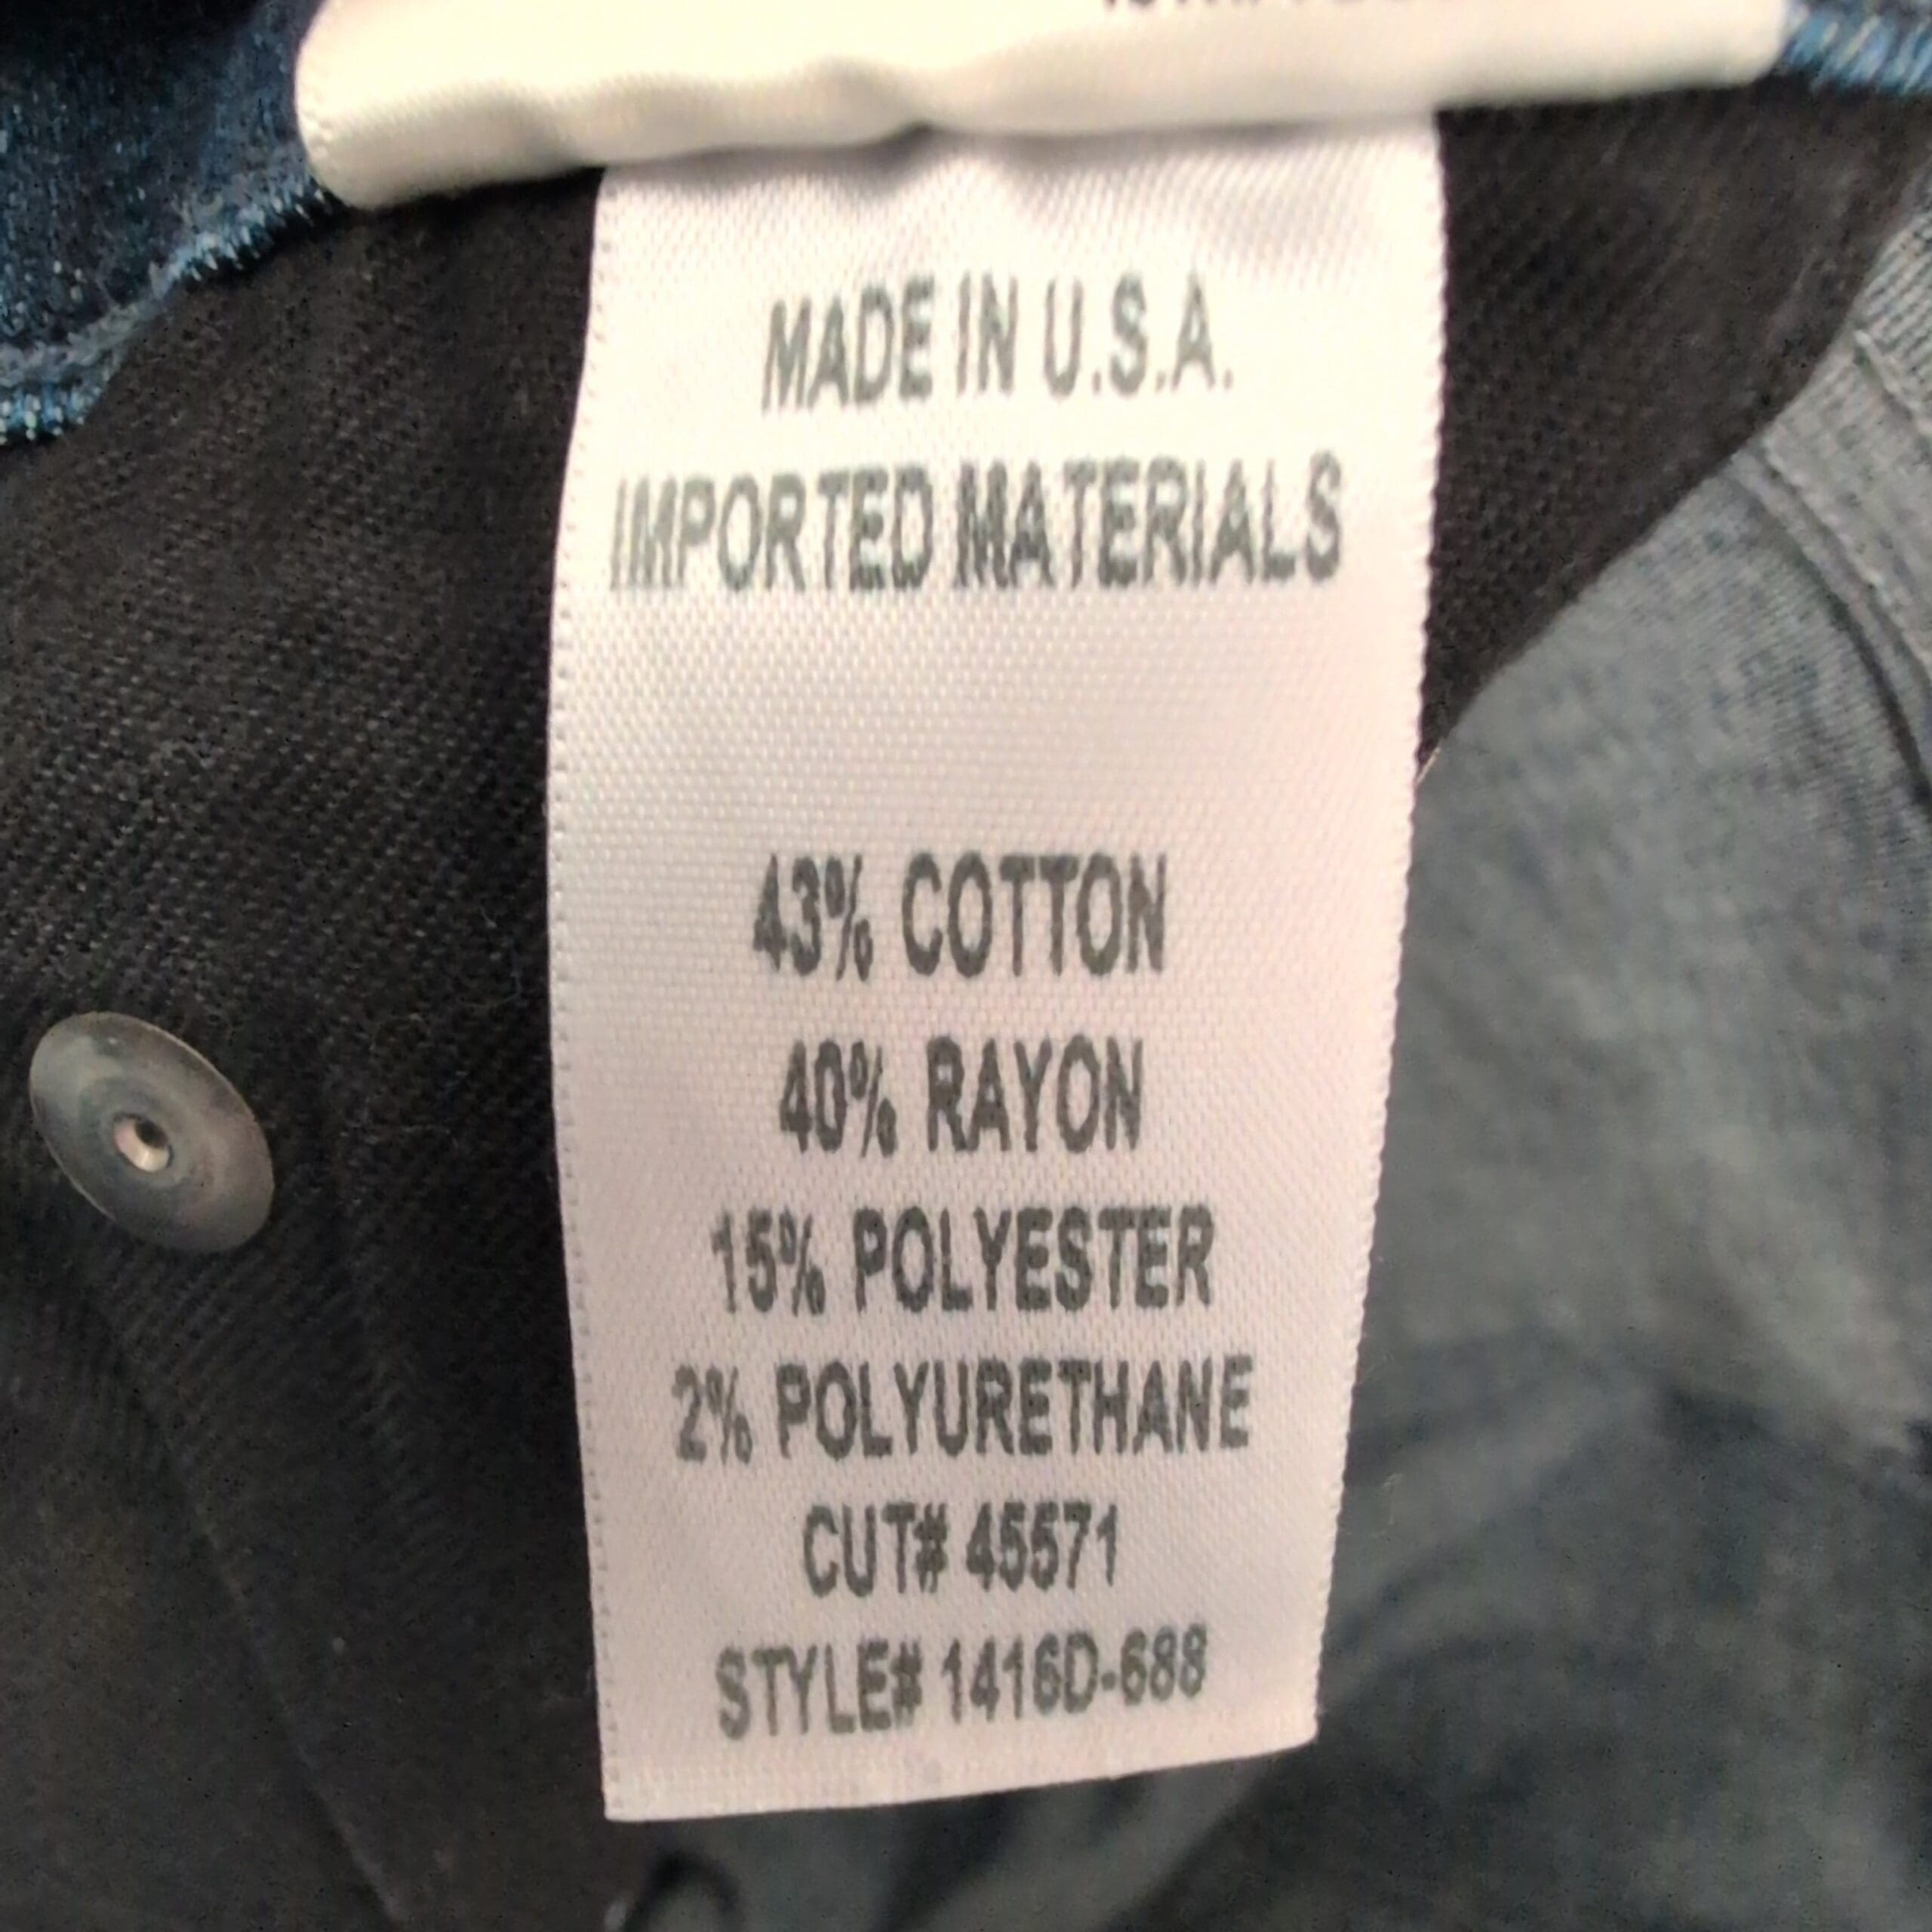 MADE IN U.S.A.
IMPORTED MATERIALS
43% COTTON
40% RAYON
15% POLYESTER
2% POLYURETHANE
CUT# 45571
STYLE# 1416D-688